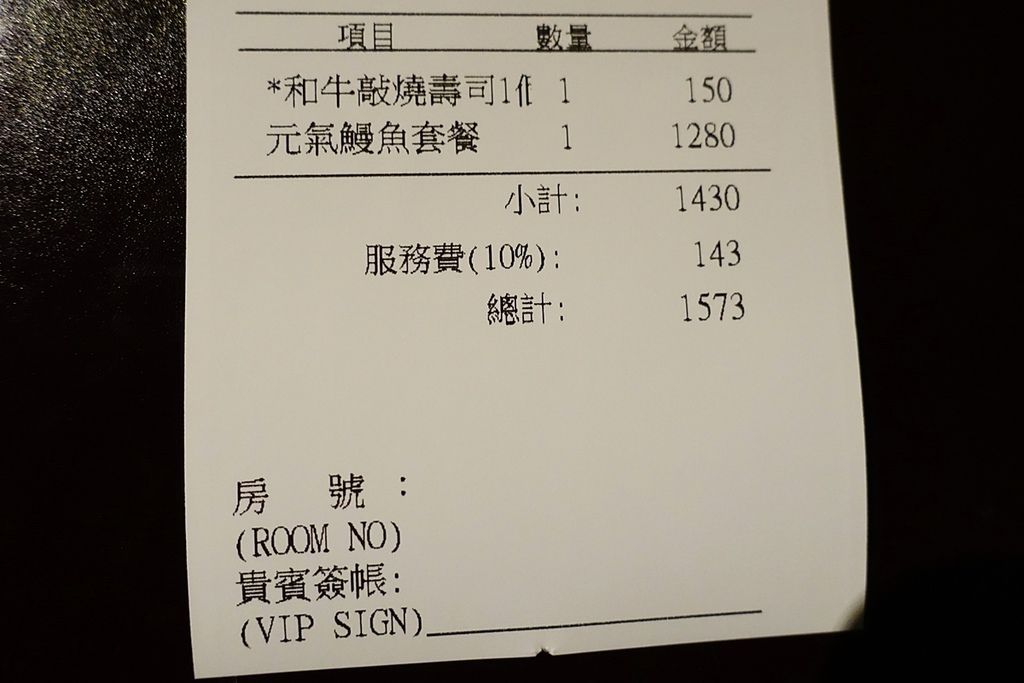 項目 數量 金額
*和牛敲燒壽司1 1 150
元氣鰻魚套餐 1 1280
小計: 1430
服務費(10%): 143
總計: 1573
房 號 :
(ROOM NO)
貴賓簽帳:
(VIP SIGN)